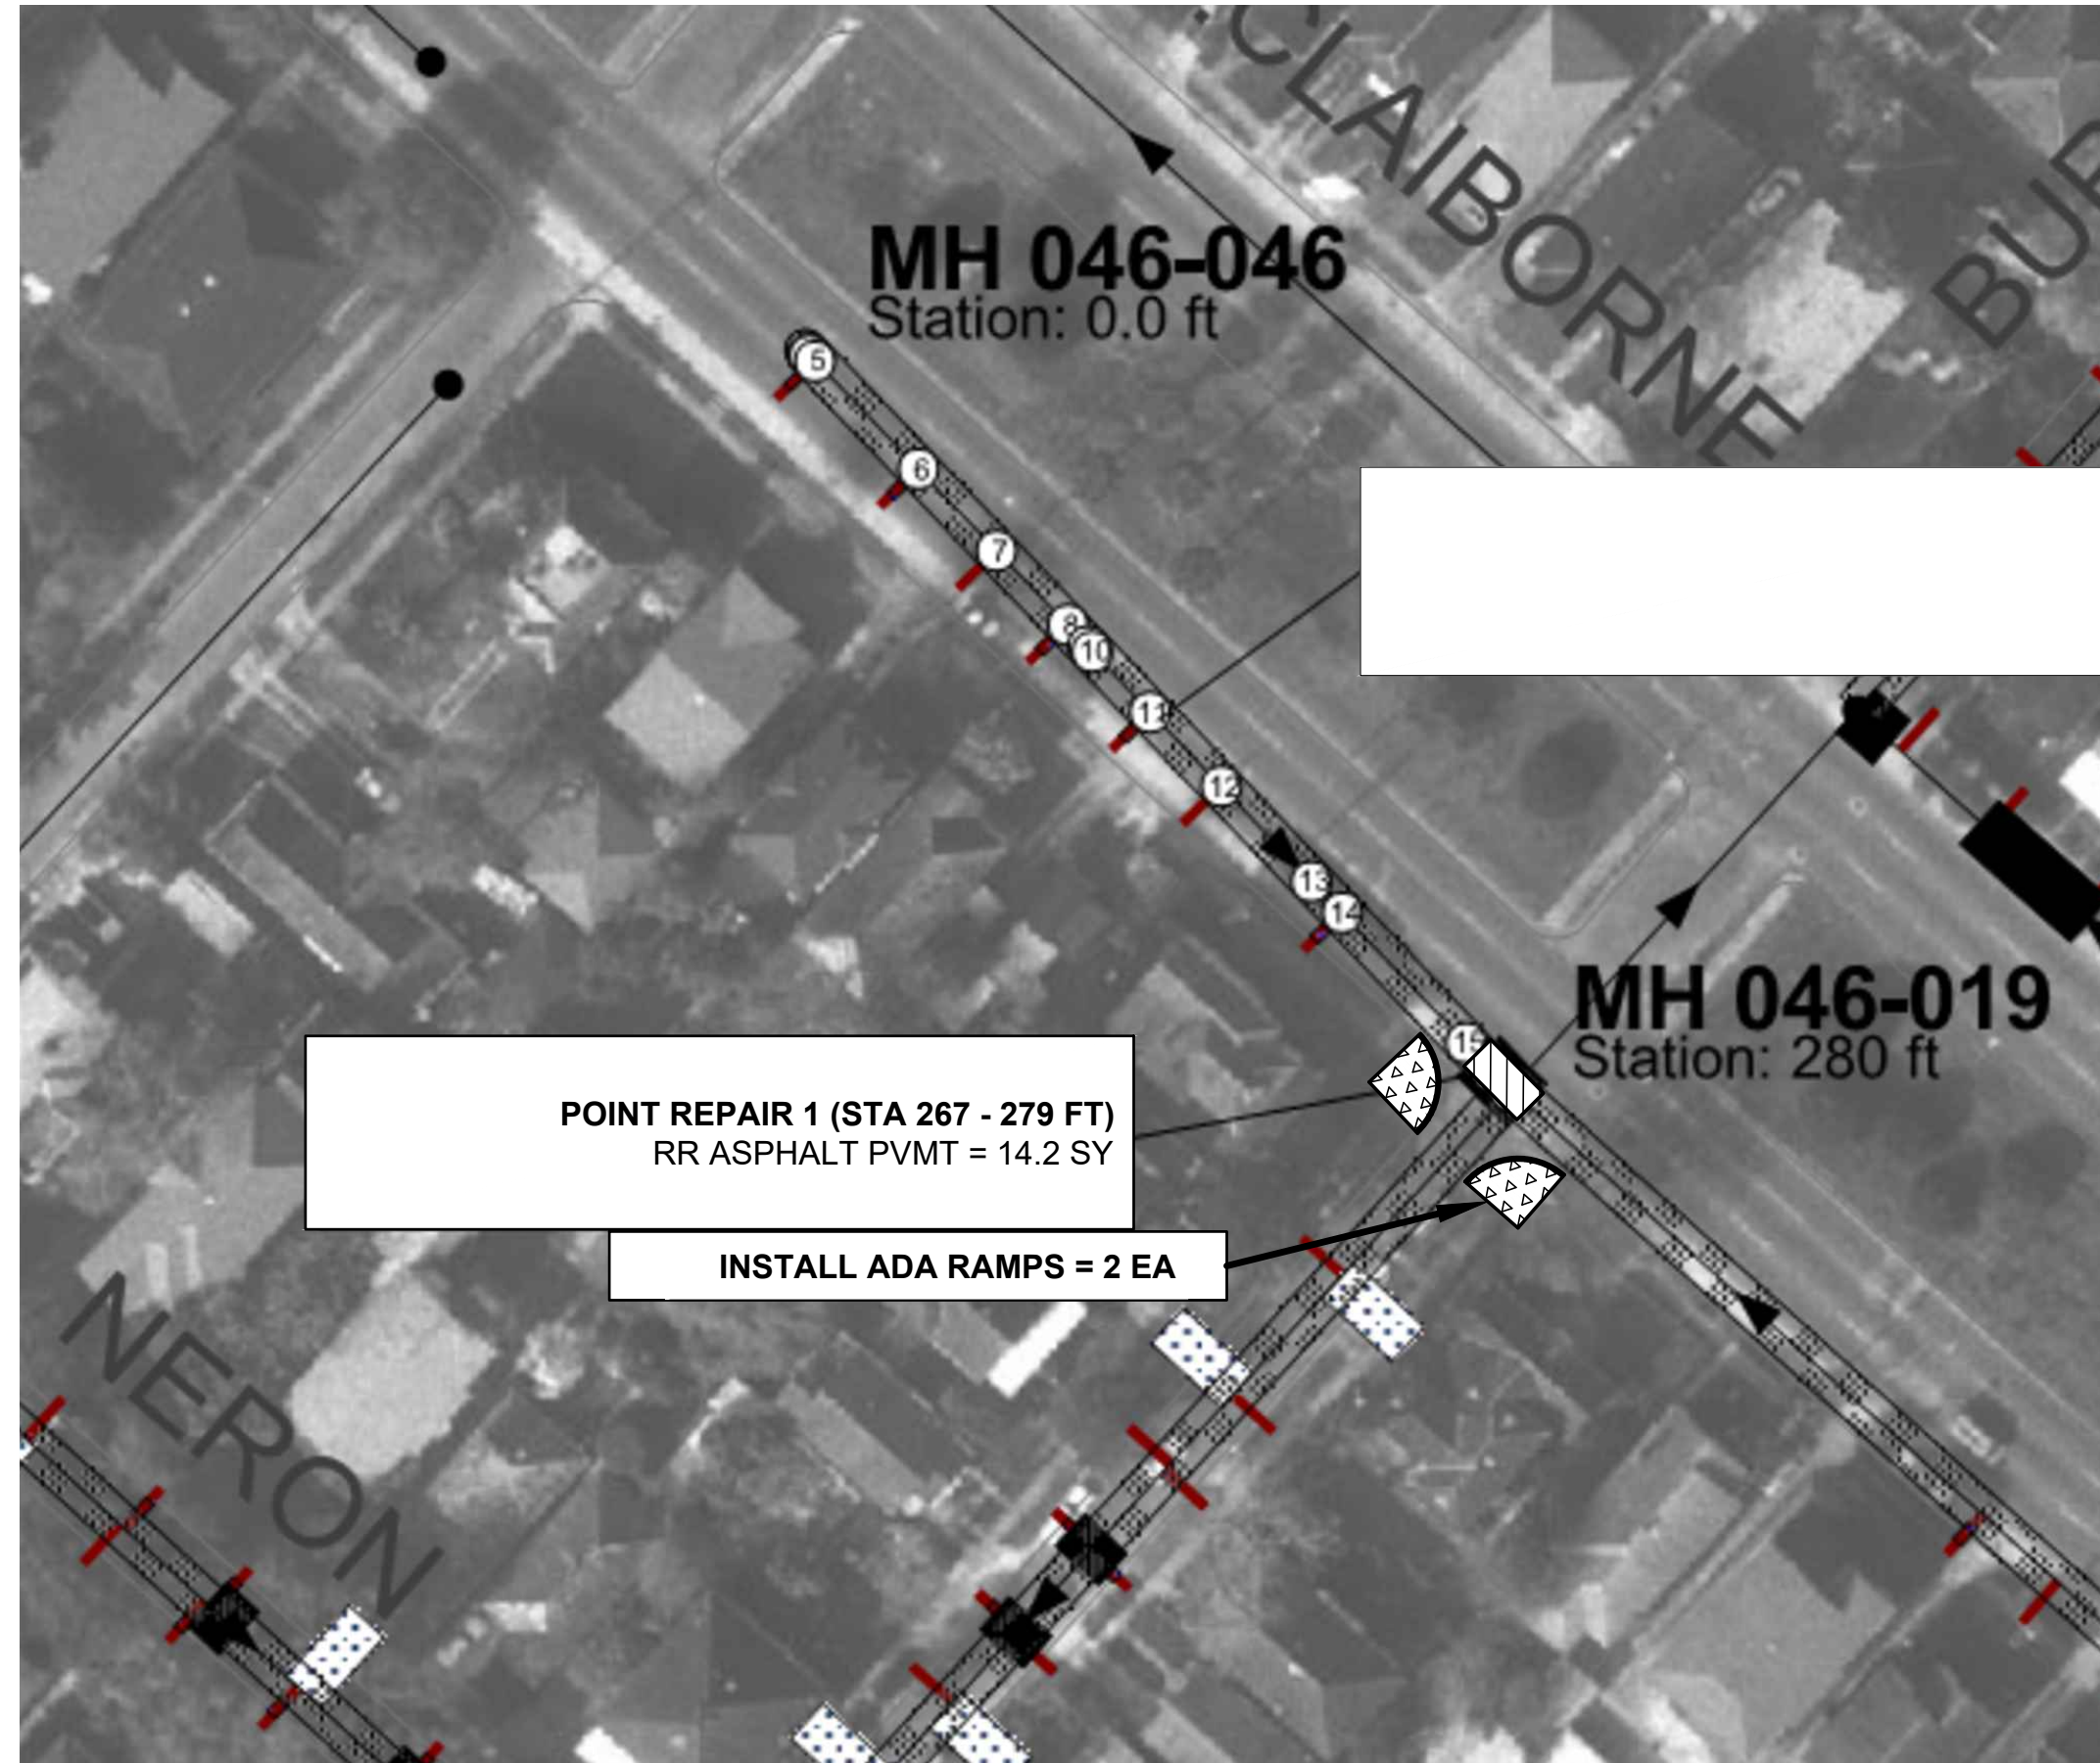 .CLAIBORNE
MH 046-046
Station: 0.0 ft
5
6
7
8
10
11
12
13
14
15
MH 046-019
Station: 280 ft
POINT REPAIR 1 (STA 267 - 279 FT)
RR ASPHALT PVMT = 14.2 SY
INSTALL ADA RAMPS = 2 EA
NERON